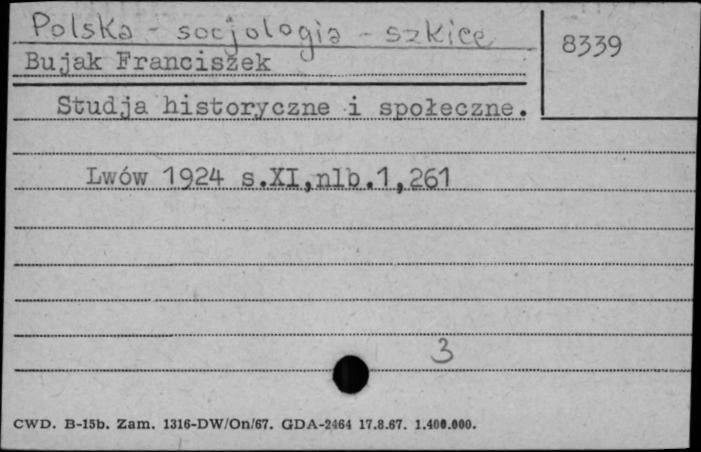 Polska - socjologia - szkice
8339
Bujak Franciszek
Studja historyczne i społeczne.
Lwów 1924 s.XI,nlb.1,261
3
CWD. B-15b. Zam. 1316-DW/On/67. GDA-2464 17.8.67. 1.400.000.